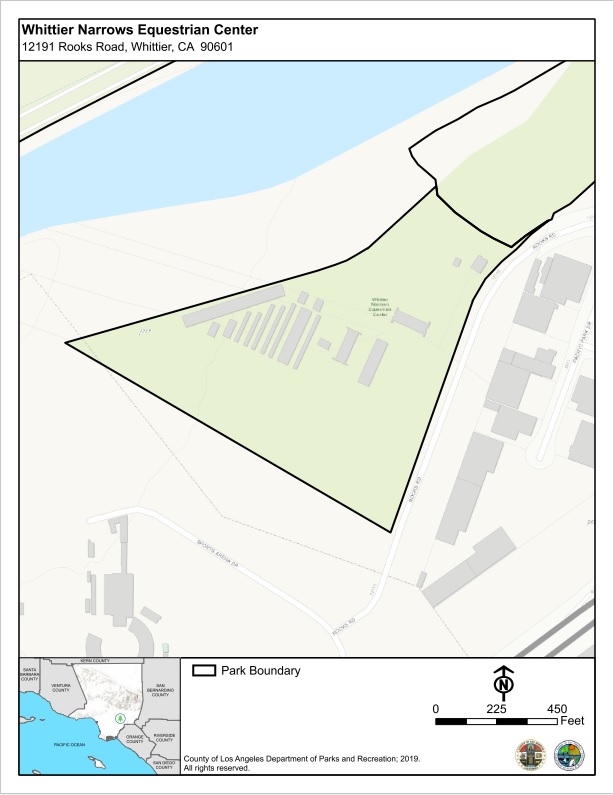 Whittier Narrows Equestrian Center
12191 Rooks Road, Whittier, CA  90601
ROOKS RD
PACIFIC PARK DR
Whittier
Narrows
Equestrian
Center
ROOKS RD
SPORTS ARENA DR
ROOKS RD
KERN COUNTY
SANTA
BARBARA
COUNTY
VENTURA
COUNTY
SAN
BERNARDINO
COUNTY
ORANGE
COUNTY
RIVERSIDE
COUNTY
SAN DIEGO
COUNTY
PACIFIC OCEAN
Park Boundary
N
0 225 450
Feet
County of Los Angeles Department of Parks and Recreation; 2019.
All rights reserved.